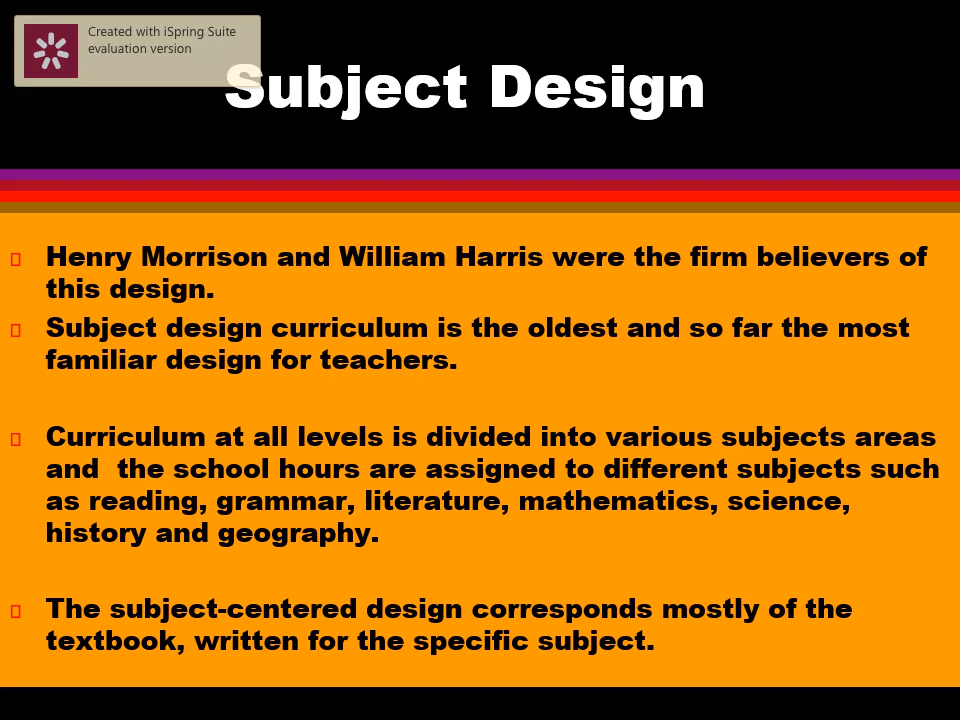 Created with iSpring Suite
evaluation version
Subject Design
Henry Morrison and William Harris were the firm believers of
this design.
Subject design curriculum is the oldest and so far the most
familiar design for teachers.
Curriculum at all levels is divided into various subjects areas
and  the school hours are assigned to different subjects such
as reading, grammar, literature, mathematics, science,
history and geography.
The subject-centered design corresponds mostly of the
textbook, written for the specific subject.